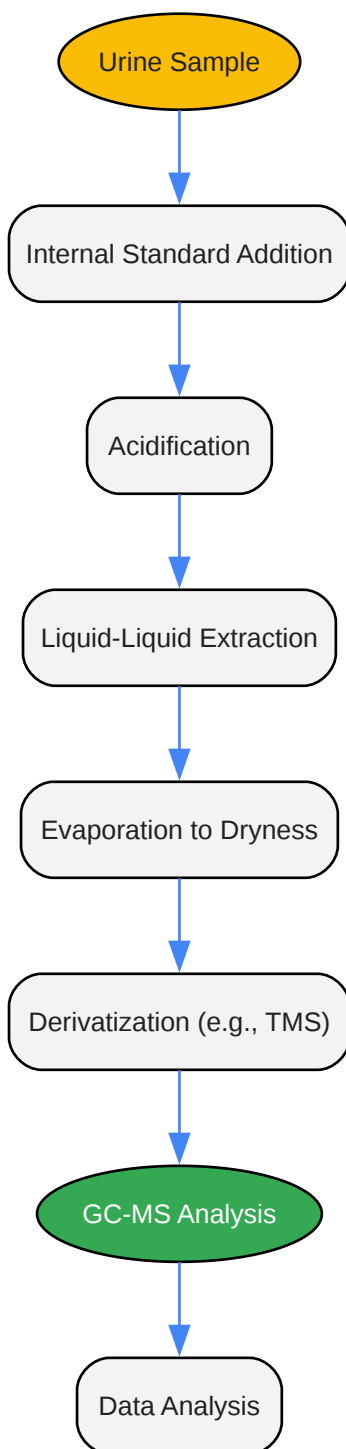 Urine Sample
Internal Standard Addition
Acidification
Liquid-Liquid Extraction
Evaporation to Dryness
Derivatization (e.g., TMS)
GC-MS Analysis
Data Analysis